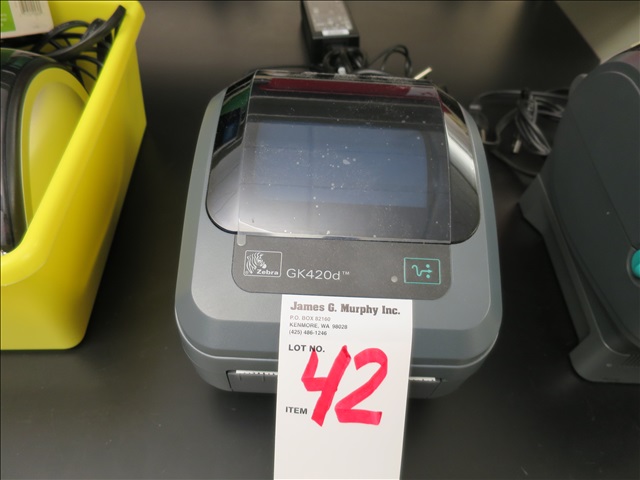 Zebra
GK420d™
James G. Murphy Inc.
P.O. BOX 82160
KENMORE, WA 98028
(425) 486-1246
LOT NO.
42
ITEM